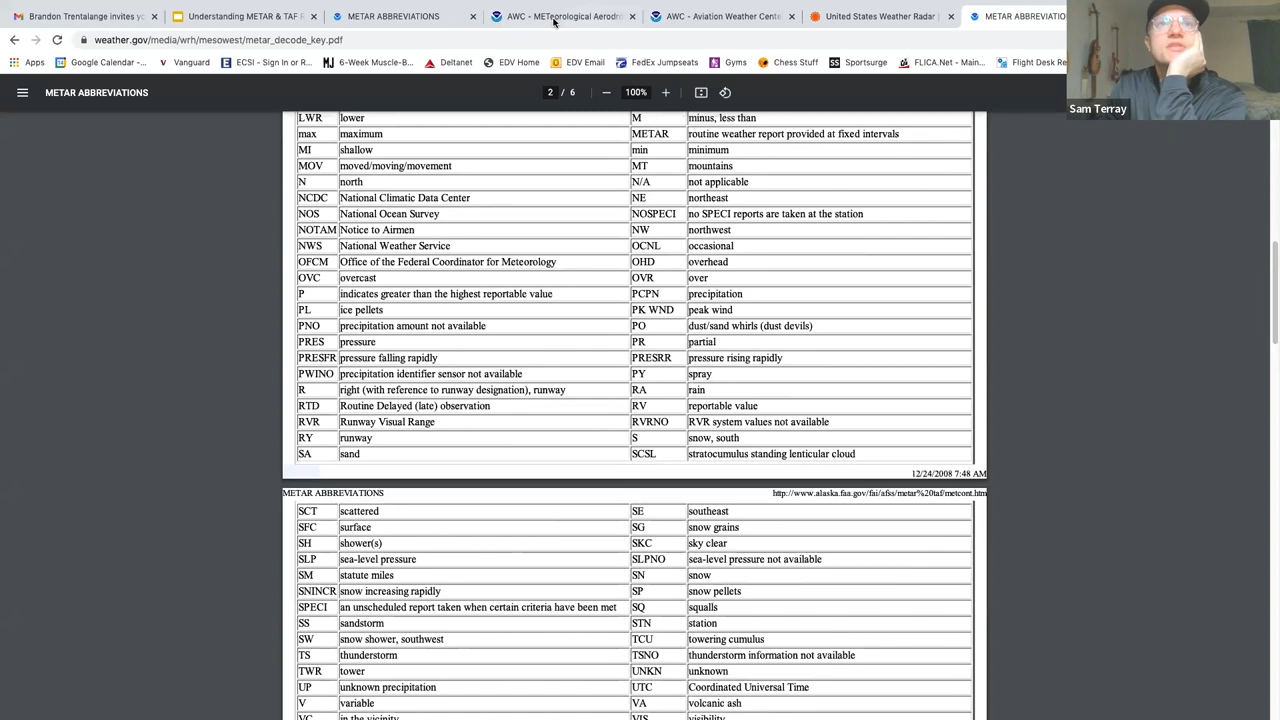 Brandon Trentalange invites yo
Understanding METAR & TAF F
METAR ABBREVIATIONS
AWC - METeorological Aerodro
AWC - Aviation Weather Cente
United States Weather Radar
METAR ABBREVIATIONS
weather.gov/media/wrh/mesowest/metar_decode_key.pdf
Apps
Google Calendar -...
Vanguard
ECSI - Sign In or R...
6-Week Muscle-B...
Deltanet
EDV Home
EDV Email
FedEx Jumpseats
Gyms
Chess Stuff
Sportsurge
FLICA.Net - Main...
Flight Desk Re
METAR ABBREVIATIONS
2 / 6
100%
Sam Terray
LWR lower M minus, less than
max maximum METAR routine weather report provided at fixed intervals
MI shallow min minimum
MOV moved/moving/movement MT mountains
N north N/A not applicable
NCDC National Climatic Data Center NE northeast
NOS National Ocean Survey NOSPECI no SPECI reports are taken at the station
NOTAM Notice to Airmen NW northwest
NWS National Weather Service OCNL occasional
OFCM Office of the Federal Coordinator for Meteorology OHD overhead
OVC overcast OVR over
P indicates greater than the highest reportable value PCPN precipitation
PL ice pellets PK WND peak wind
PNO precipitation amount not available PO dust/sand whirls (dust devils)
PRES pressure PR partial
PRESFR pressure falling rapidly PRESRR pressure rising rapidly
PWINO precipitation identifier sensor not available PY spray
R right (with reference to runway designation), runway RA rain
RTD Routine Delayed (late) observation RV reportable value
RVR Runway Visual Range RVRNO RVR system values not available
RY runway S snow, south
SA sand SCSL stratocumulus standing lenticular cloud
12/24/2008 7:48 AM
METAR ABBREVIATIONS http://www.alaska.faa.gov/fai/afss/metar%20taf/metcont.htm
SCT scattered SE southeast
SFC surface SG snow grains
SH shower(s) SKC sky clear
SLP sea-level pressure SLPNO sea-level pressure not available
SM statute miles SN snow
SNINCR snow increasing rapidly SP snow pellets
SPECI an unscheduled report taken when certain criteria have been met SQ squalls
SS sandstorm STN station
SW snow shower, southwest TCU towering cumulus
TS thunderstorm TSNO thunderstorm information not available
TWR tower UNKN unknown
UP unknown precipitation UTC Coordinated Universal Time
V variable VA volcanic ash
VC in the vicinity VIS visibility